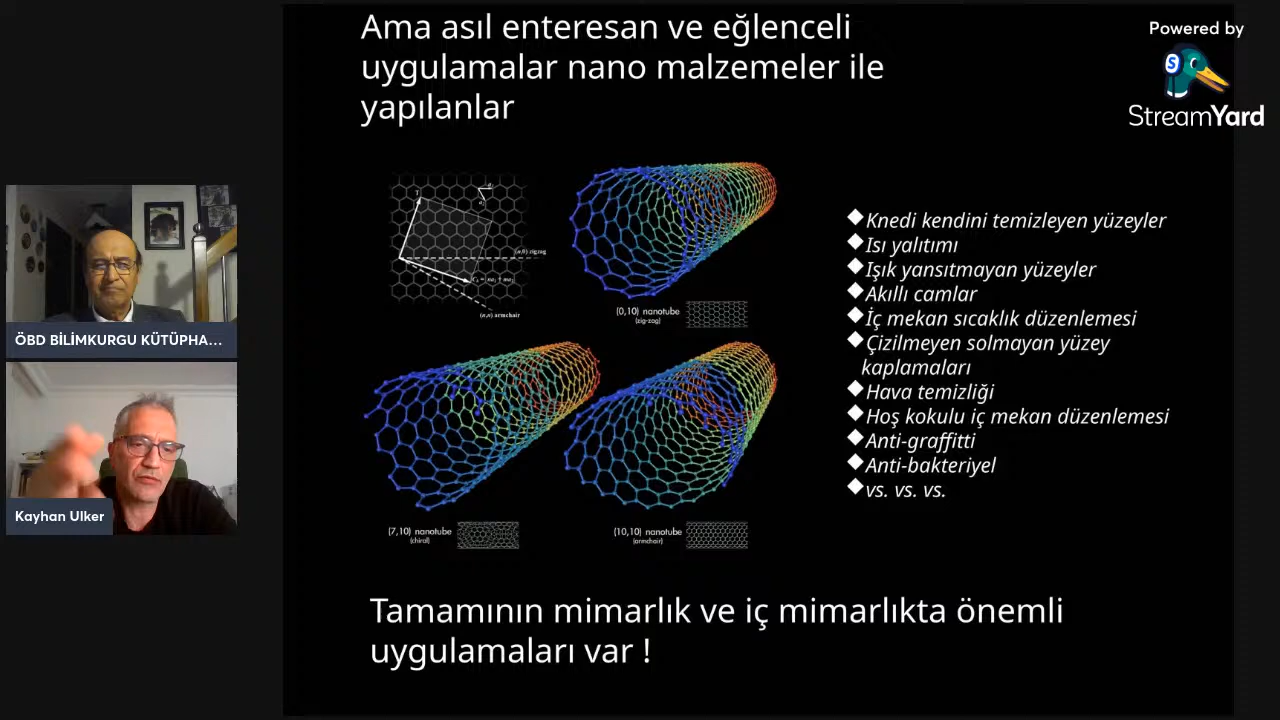 Ama asıl enteresan ve eğlenceli
uygulamalar nano malzemeler ile
yapılanlar
Powered by
StreamYard
T
(n,0) zigzag
(n,n) armchair
(0,10) nanotube
(zig-zag)
(7,10) nanotube
(chiral)
(10,10) nanotube
(armchair)
Knedi kendini temizleyen yüzeyler
Isı yalıtımı
Işık yansıtmayan yüzeyler
Akıllı camlar
İç mekan sıcaklık düzenlemesi
Çizilmeyen solmayan yüzey
kaplamaları
Hava temizliği
Hoş kokulu iç mekan düzenlemesi
Anti-graffitti
Anti-bakteriyel
vs. vs. vs.
ÖBD BİLİMKURGU KÜTÜPHA...
Kayhan Ulker
Tamamının mimarlık ve iç mimarlıkta önemli
uygulamaları var !